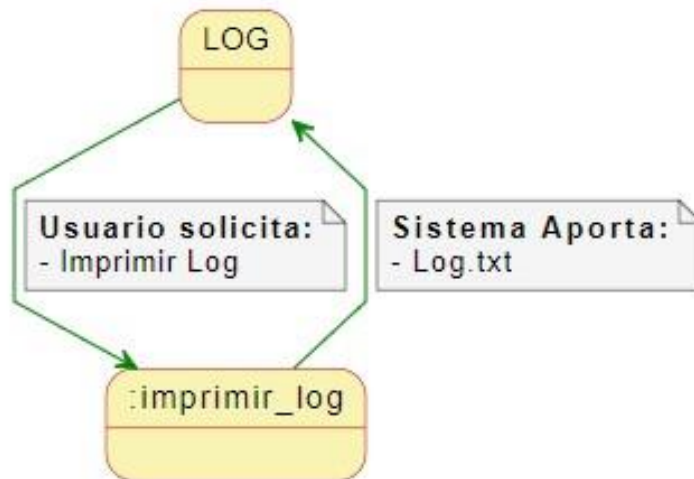 LOG
Usuario solicita:
- Imprimir Log
Sistema Aporta:
- Log.txt
:imprimir_log